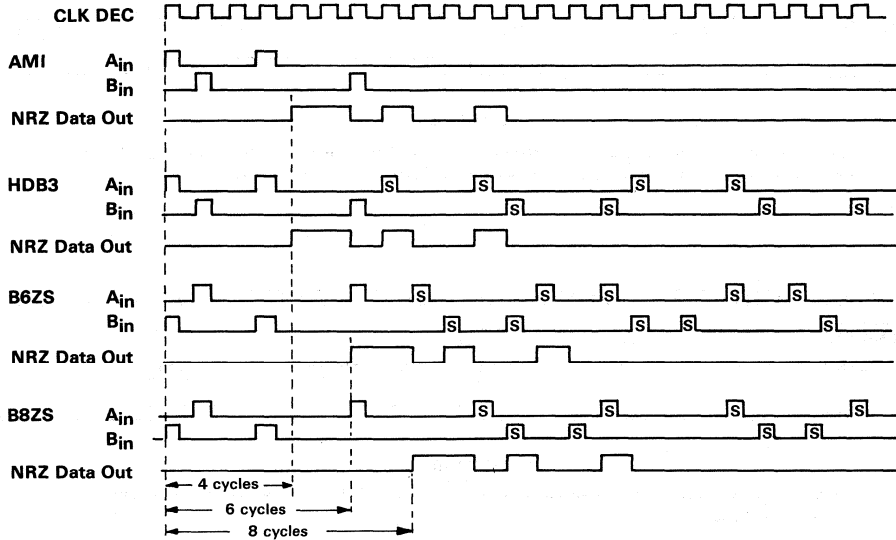 CLK DEC
AMI Ain
Bin
NRZ Data Out
HDB3 Ain
S S S S
Bin
S S S S
NRZ Data Out
B6ZS Ain
S S S S S
Bin
S S S S S
NRZ Data Out
B8ZS Ain
S S S S
Bin
S S S S
NRZ Data Out
4 cycles
6 cycles
8 cycles